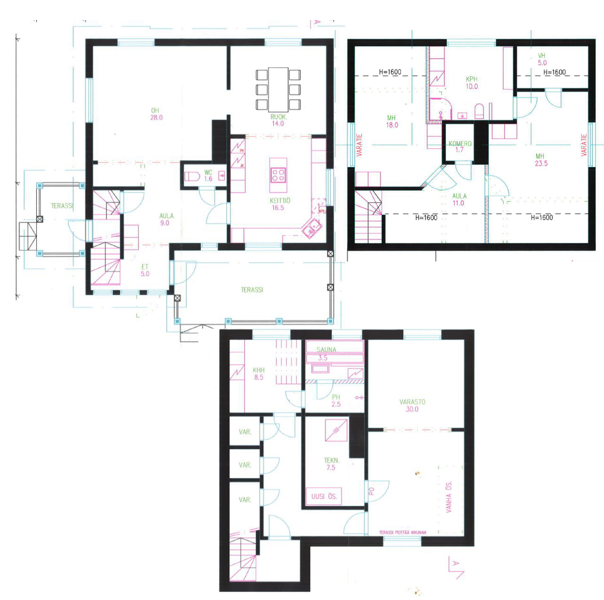 A
OH
28.0
RUOK.
14.0
WC
1.6
KEITTIÖ
16.5
TERASSI
AULA
9.0
ET
5.0
TERASSI
H=1600
KPH
10.0
VH
5.0
H=1600
MH
18.0
VARATIE
KOMERO
1.7
MH
23.5
VARATIE
AULA
11.0
H=1600
H=1600
KHH
8.5
SAUNA
3.5
PH
2.5
VARASTO
30.0
VAR.
VAR.
VAR.
TEKN.
7.5
UUSI ÖS.
PO
VANHA ÖS.
A